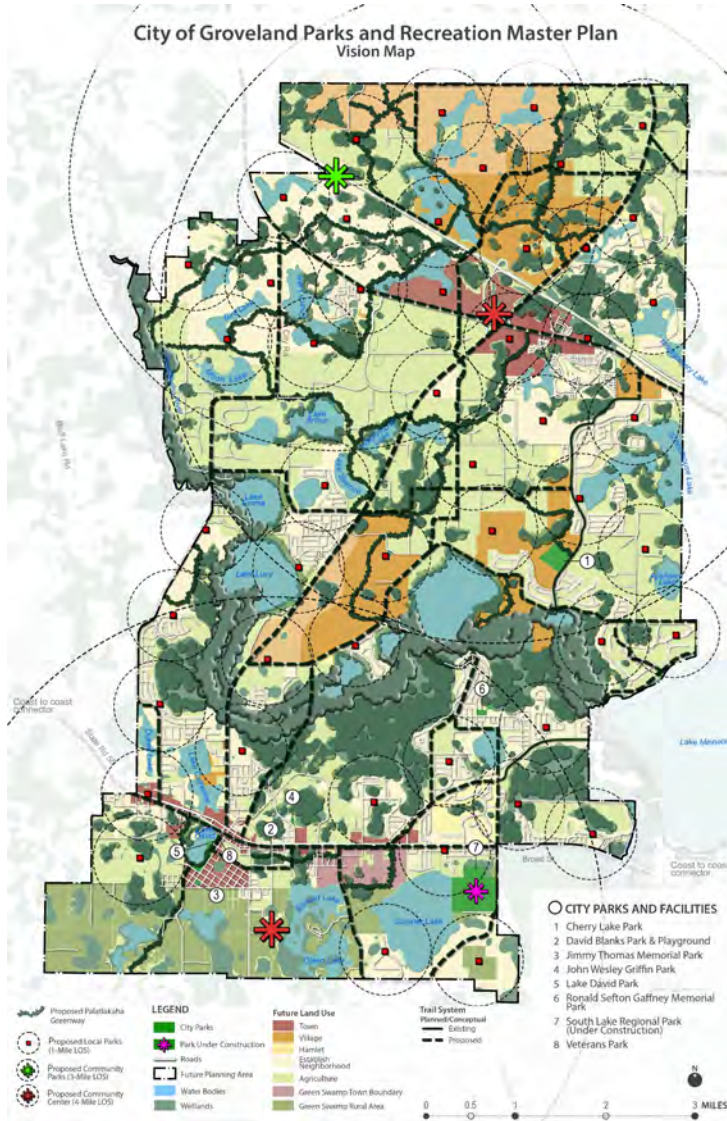 City of Groveland Parks and Recreation Master Plan
Vision Map
Lake Emma
Lake Lucy
Coast to coast
connector
State Rd 50
Lake
1
6
4
2
5
8
3
7
Coast to coast
connector
CITY PARKS AND FACILITIES
1 Cherry Lake Park
2 David Blanks Park & Playground
3 Jimmy Thomas Memorial Park
4 John Wesley Griffin Park
5 Lake David Park
6 Ronald Sefton Gaffney Memorial
Park
7 South Lake Regional Park
(Under Construction)
8 Veterans Park
Proposed Palatlakaha
Greenway
Proposed Local Parks
(1-Mile LOS)
Proposed Community
Parks (3-Mile LOS)
Proposed Community
Center (4-Mile LOS)
LEGEND
City Parks
Park Under Construction
Roads
Future Planning Area
Water Bodies
Wetlands
Future Land Use
Town
Village
Hamlet
Establish
Neighborhood
Agriculture
Green Swamp Town Boundary
Green Swamp Rural Area
Trail System
Planned/Conceptual
Existing
Proposed
N
0 0.5 1 2 3 MILES